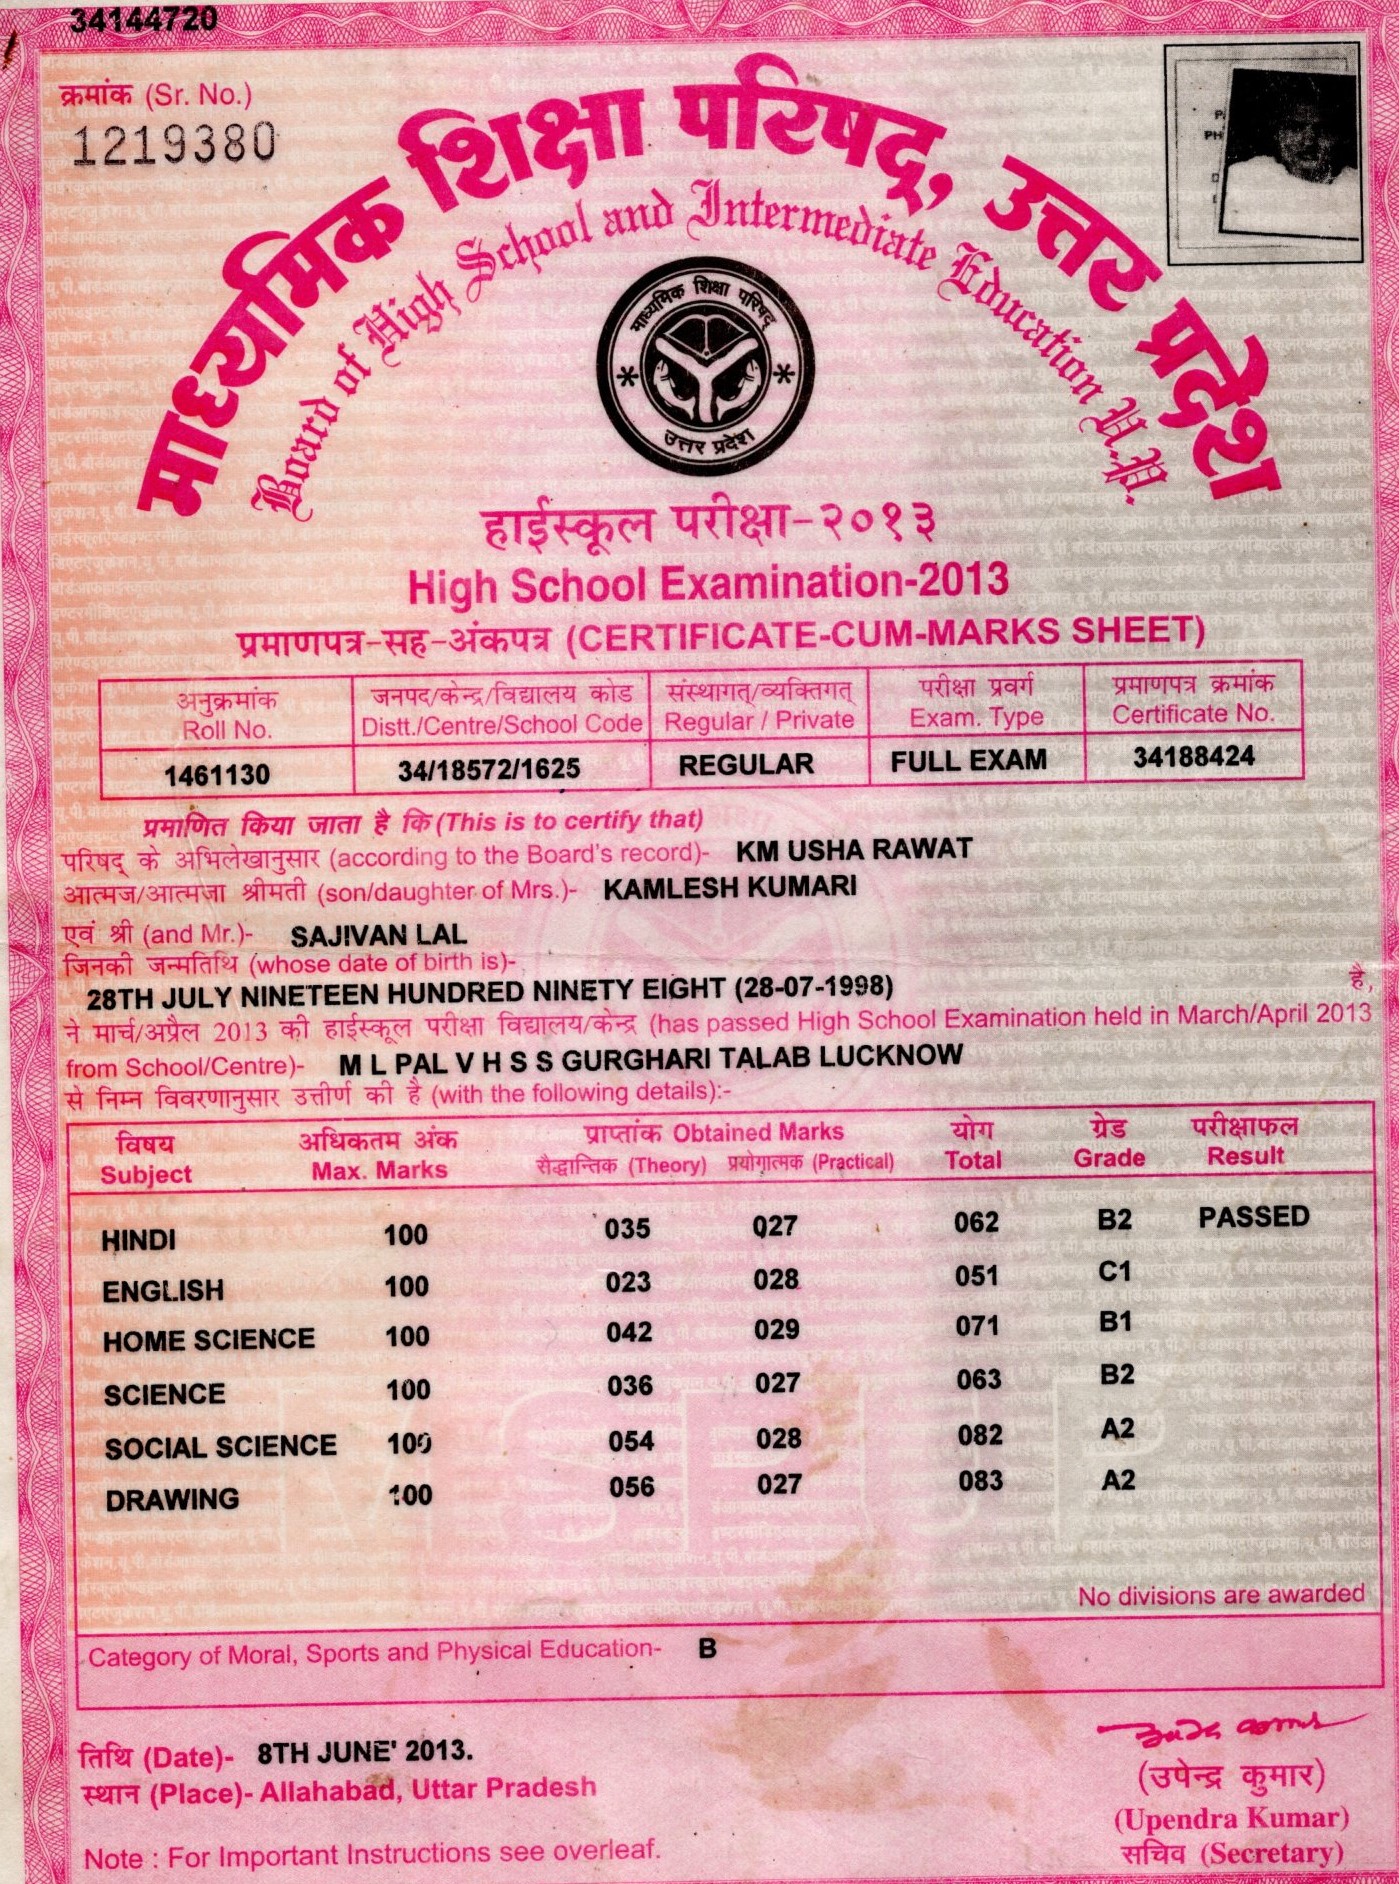 34144720
क्रमांक (Sr. No.)
1219380
माध्यमिक शिक्षा परिषद्, उत्तर प्रदेश
Board of High School and Intermediate Education U.P.
माध्यमिक शिक्षा परिषद्
उत्तर प्रदेश
हाईस्कूल परीक्षा-२०१३
High School Examination-2013
प्रमाणपत्र-सह-अंकपत्र (CERTIFICATE-CUM-MARKS SHEET)
अनुक्रमांक जनपद/केन्द्र/विद्यालय कोड संस्थागत्/व्यक्तिगत् परीक्षा प्रवर्ग प्रमाणपत्र क्रमांक
Roll No. Distt./Centre/School Code Regular / Private Exam. Type Certificate No.
1461130 34/18572/1625 REGULAR FULL EXAM 34188424
प्रमाणित किया जाता है कि (This is to certify that)
परिषद् के अभिलेखानुसार (according to the Board's record)- KM USHA RAWAT
आत्मज/आत्मजा श्रीमती (son/daughter of Mrs.)- KAMLESH KUMARI
एवं श्री (and Mr.)- SAJIVAN LAL
जिनकी जन्मतिथि (whose date of birth is)-
28TH JULY NINETEEN HUNDRED NINETY EIGHT (28-07-1998) है,
ने मार्च/अप्रैल 2013 की हाईस्कूल परीक्षा विद्यालय/केन्द्र (has passed High School Examination held in March/April 2013
from School/Centre)- M L PAL V H S S GURGHARI TALAB LUCKNOW
से निम्न विवरणानुसार उत्तीर्ण की है (with the following details):-
विषय अधिकतम अंक प्राप्तांक Obtained Marks योग ग्रेड परीक्षाफल
Subject Max. Marks सैद्धान्तिक (Theory) प्रयोगात्मक (Practical) Total Grade Result
HINDI 100 035 027 062 B2 PASSED
ENGLISH 100 023 028 051 C1
HOME SCIENCE 100 042 029 071 B1
SCIENCE 100 036 027 063 B2
SOCIAL SCIENCE 100 054 028 082 A2
DRAWING 100 056 027 083 A2
No divisions are awarded
Category of Moral, Sports and Physical Education- B
तिथि (Date)- 8TH JUNE' 2013.
स्थान (Place)- Allahabad, Uttar Pradesh
(उपेन्द्र कुमार)
(Upendra Kumar)
सचिव (Secretary)
Note : For Important Instructions see overleaf.